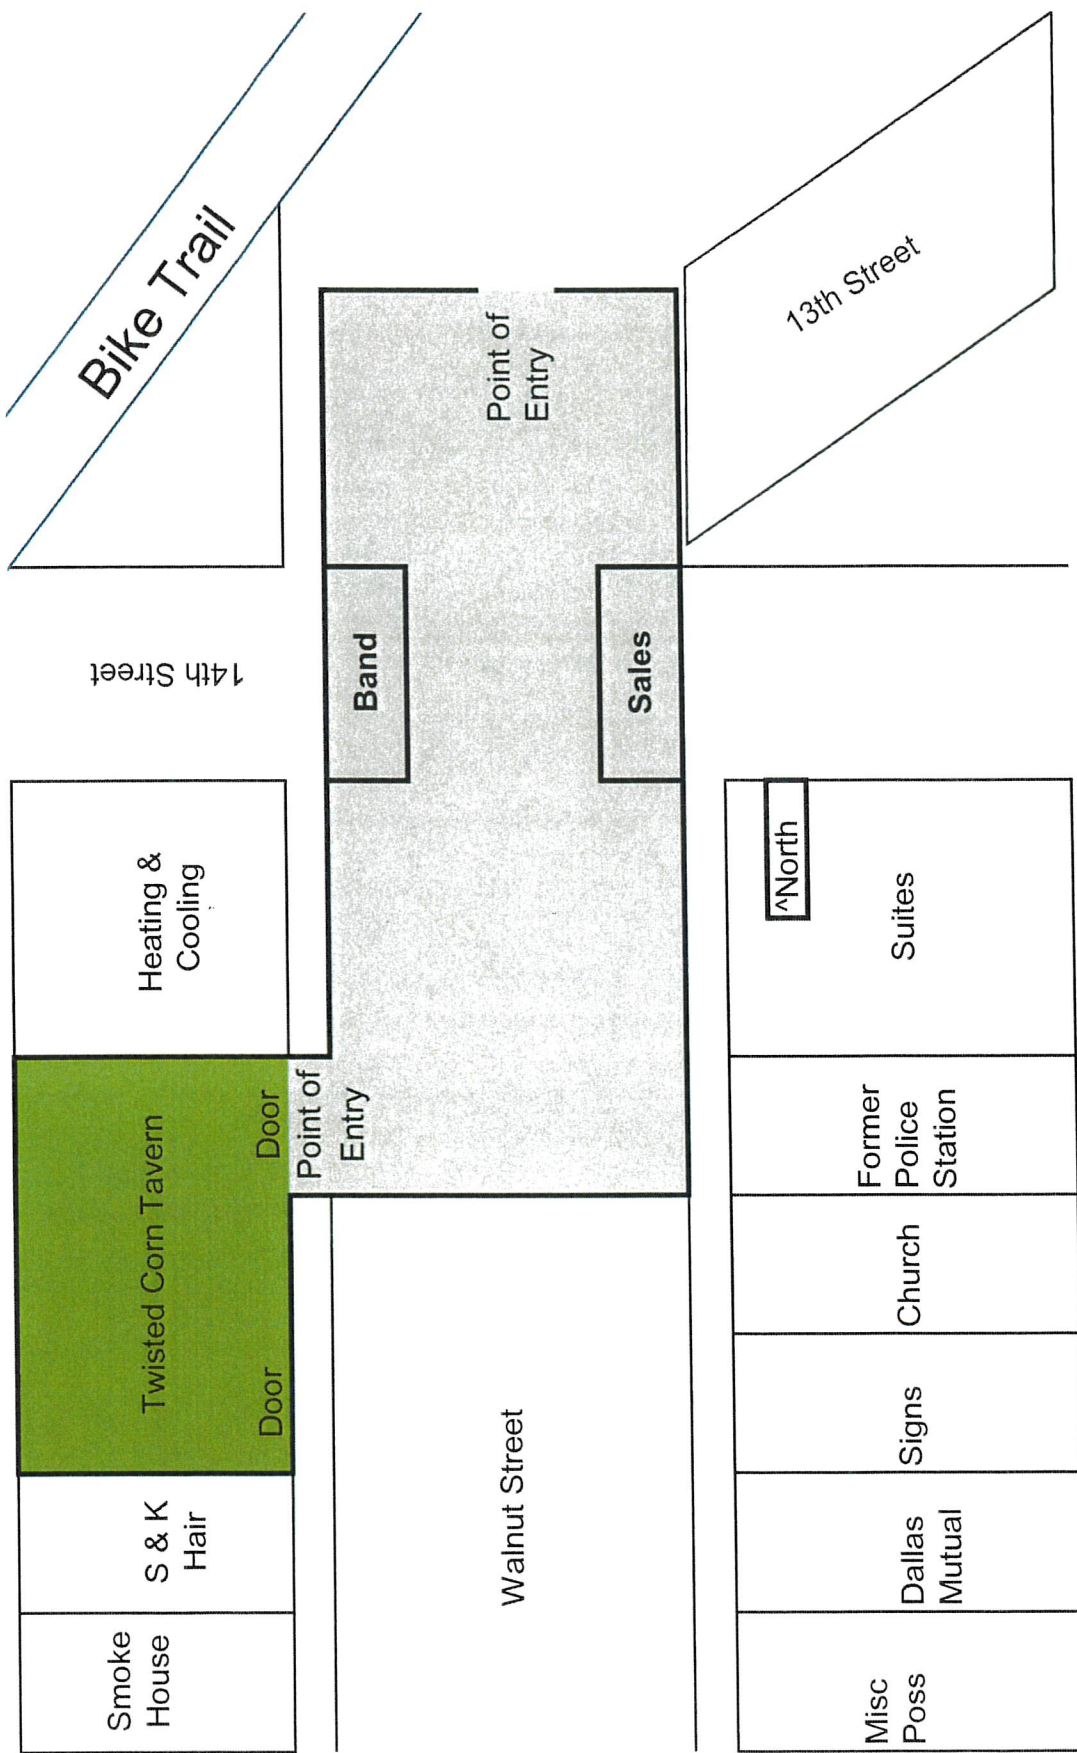 Bike Trail
14th Street
Heating &
Cooling
Twisted Corn Tavern
Door
Door
S & K
Hair
Smoke
House
Point of
Entry
Band
Point of
Entry
Sales
Walnut Street
13th Street
^North
Suites
Former
Police
Station
Church
Signs
Dallas
Mutual
Misc
Poss